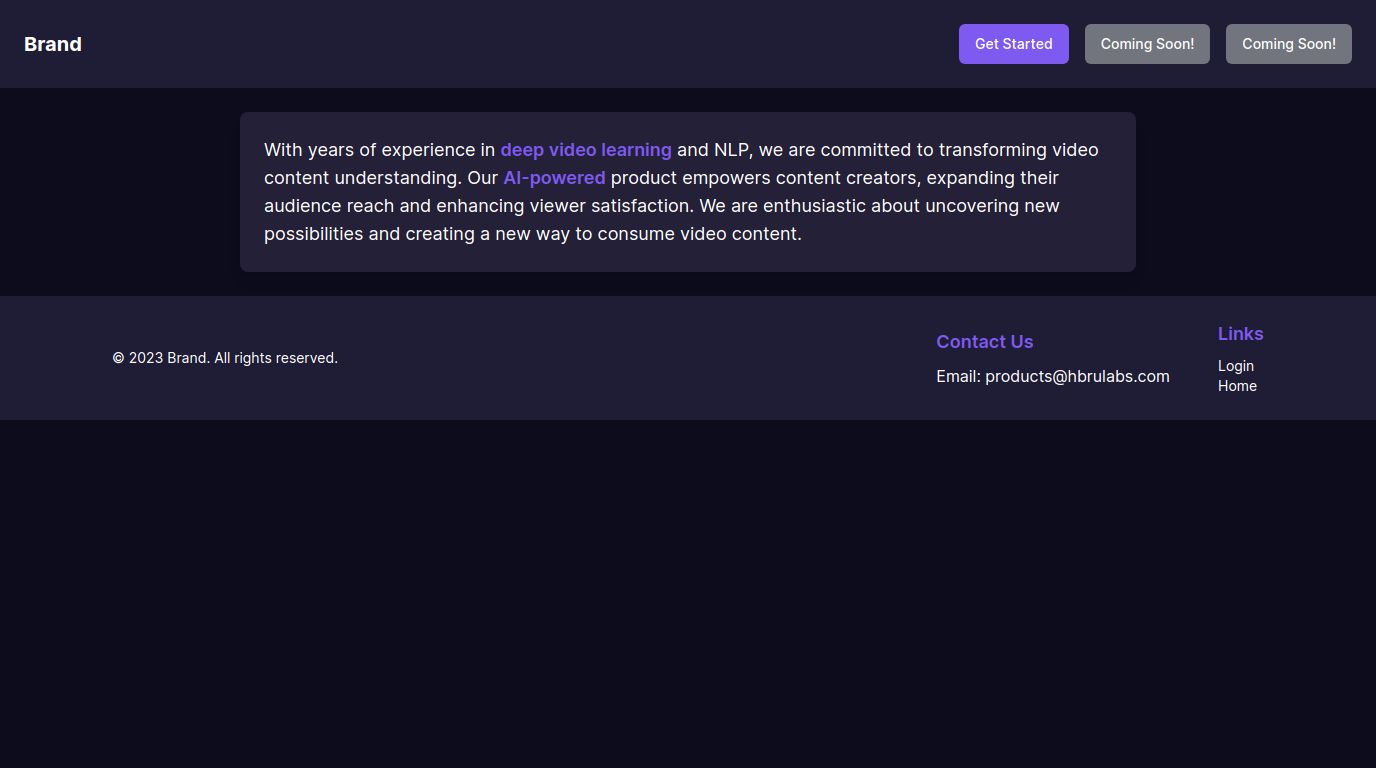 Brand
Get Started
Coming Soon!
Coming Soon!
With years of experience in deep video learning and NLP, we are committed to transforming video
content understanding. Our AI-powered product empowers content creators, expanding their
audience reach and enhancing viewer satisfaction. We are enthusiastic about uncovering new
possibilities and creating a new way to consume video content.
© 2023 Brand. All rights reserved.
Contact Us
Email: products@hbrulabs.com
Links
Login
Home